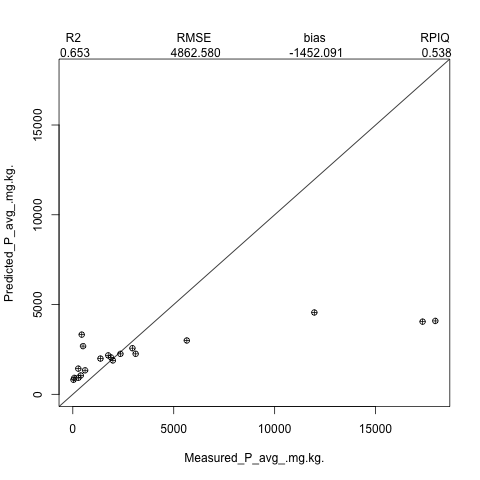 R2 RMSE bias RPIQ
0.653 4862.580 -1452.091 0.538
Predicted_P_avg_.mg.kg.
15000
10000
5000
0
0 5000 10000 15000
Measured_P_avg_.mg.kg.